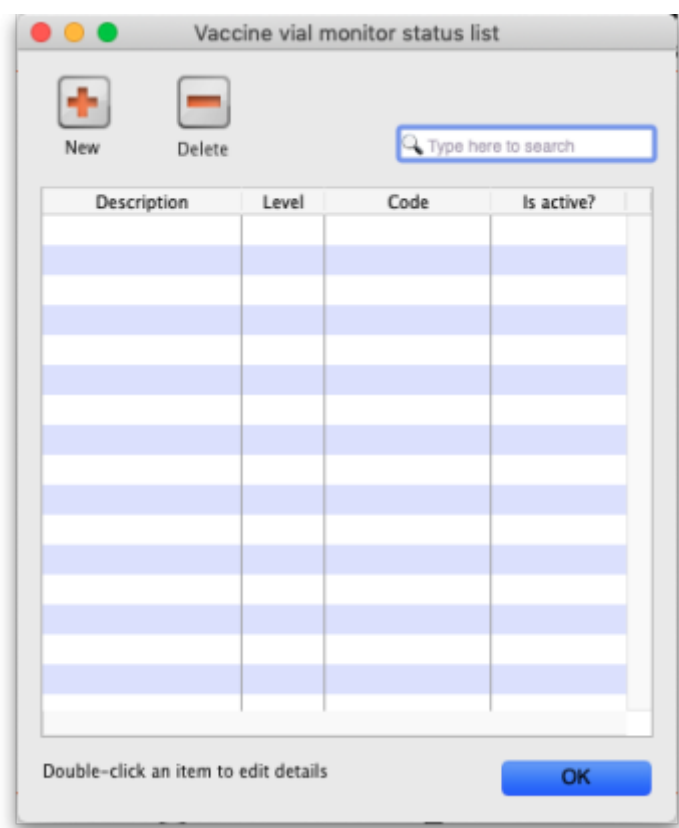 Vaccine vial monitor status list
New Delete
Type here to search
Description Level Code Is active?
Double-click an item to edit details
OK